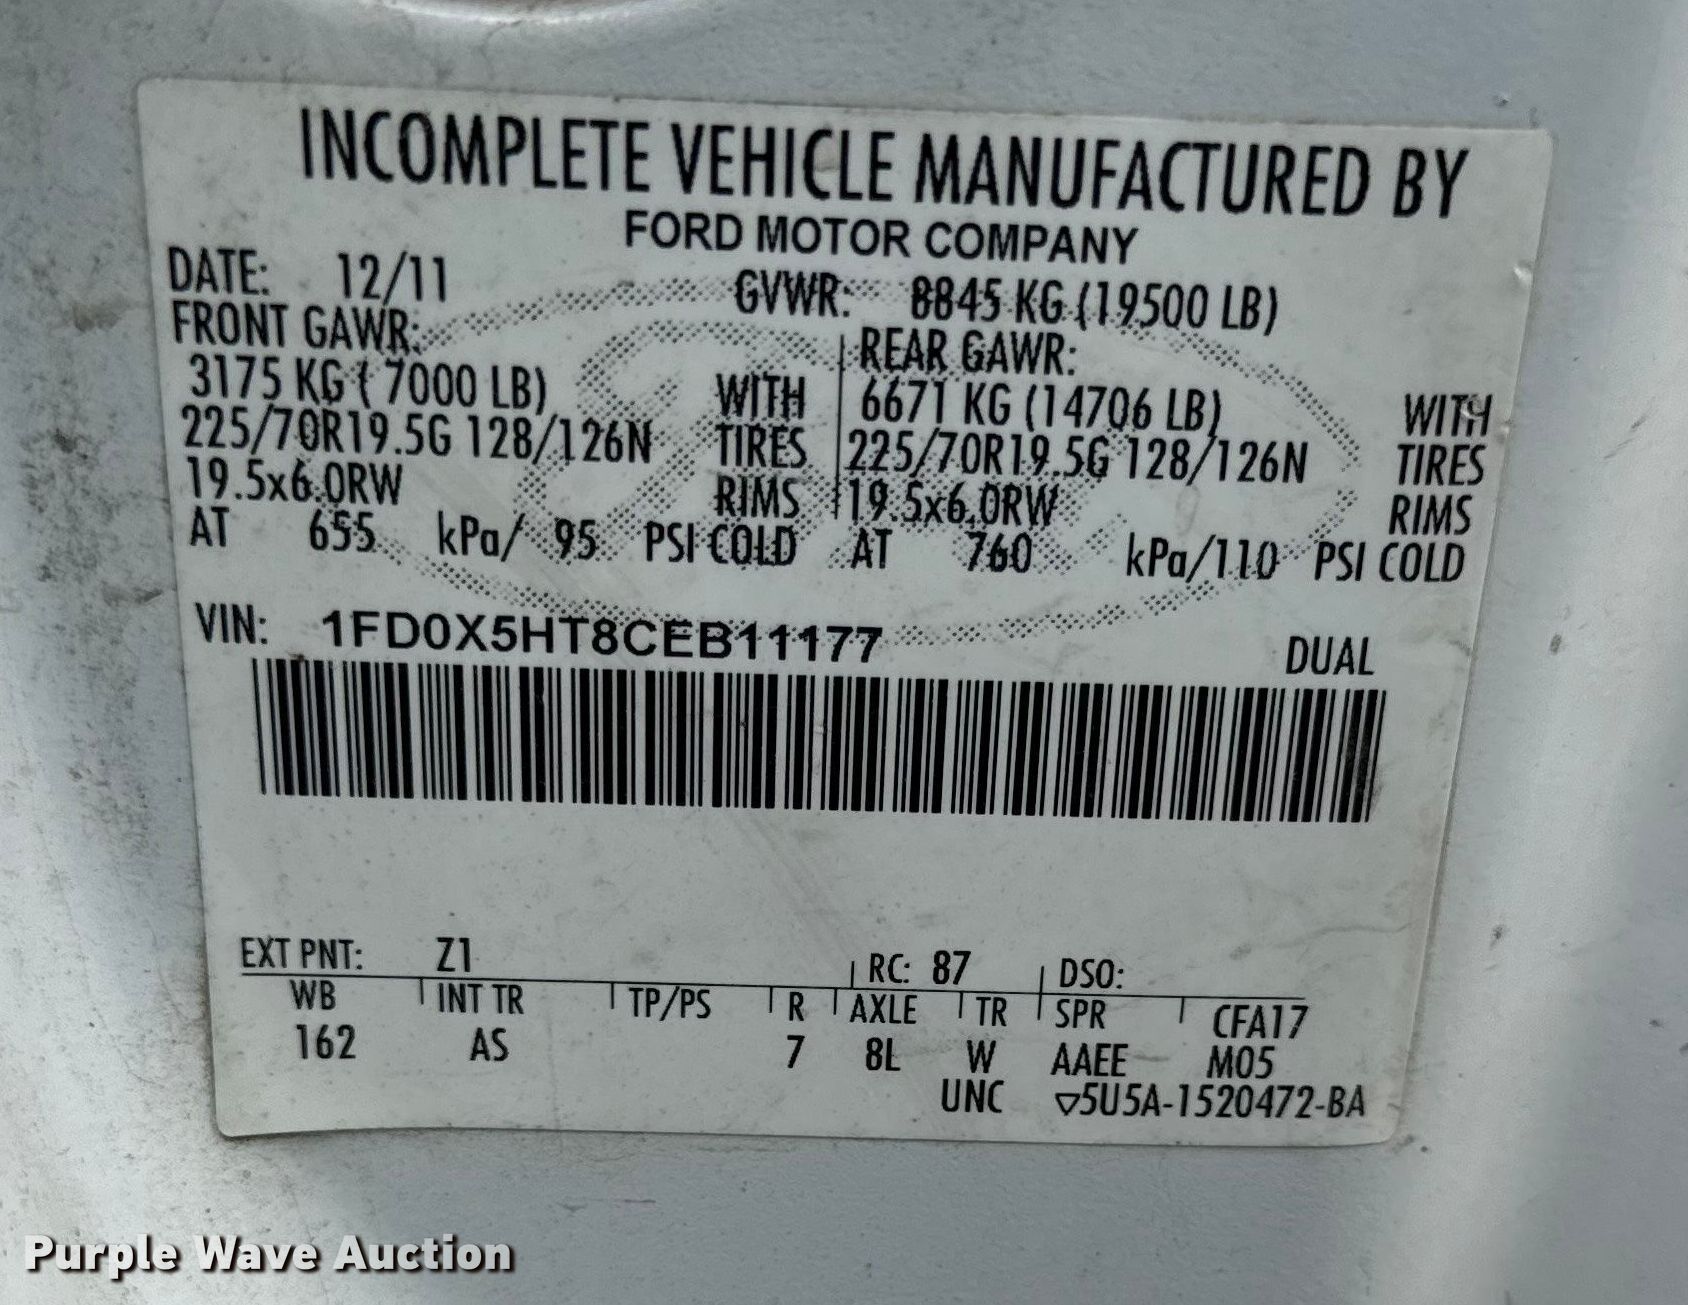 INCOMPLETE VEHICLE MANUFACTURED BY
FORD MOTOR COMPANY
DATE: 12/11 GVWR: 8845 KG (19500 LB)
FRONT GAWR: REAR GAWR:
3175 KG ( 7000 LB) WITH 6671 KG (14706 LB) WITH
225/70R19.5G 128/126N TIRES 225/70R19.5G 128/126N TIRES
19.5x6.0RW RIMS 19.5x6.0RW RIMS
AT 655 kPa/ 95 PSI COLD AT 760 kPa/110 PSI COLD
VIN: 1FD0X5HT8CEB11177 DUAL
EXT PNT: Z1 RC: 87 DSO:
WB INT TR TP/PS R AXLE TR SPR CFA17
162 AS 7 8L W AAEE M05
UNC ▽5U5A-1520472-BA
Purple Wave Auction